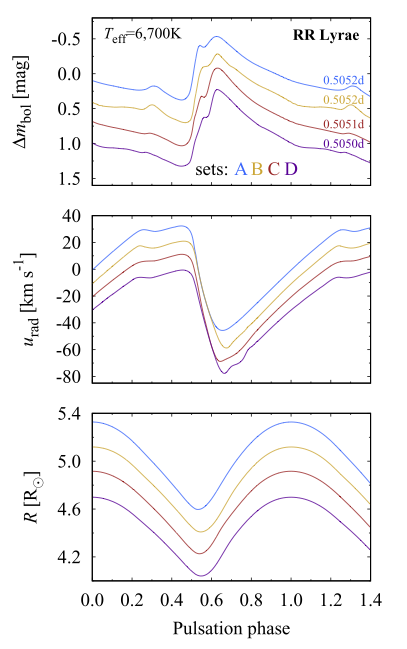 T_eff=6,700K RR Lyrae
-0.5
0.0
0.5
1.0
1.5
Δm_bol [mag]
0.5052d
0.5052d
0.5051d
0.5050d
sets: A B C D
40
20
0
-20
-40
-60
-80
u_rad [km s⁻¹]
5.4
5.0
4.6
4.2
R [R_☉]
0.0 0.2 0.4 0.6 0.8 1.0 1.2 1.4
Pulsation phase